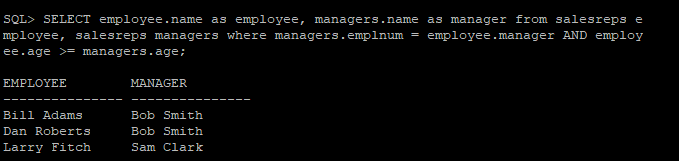 SQL> SELECT employee.name as employee, managers.name as manager from salesreps e
mployee, salesreps managers where managers.emplnum = employee.manager AND employ
ee.age >= managers.age;
EMPLOYEE        MANAGER
--------------- ---------------
Bill Adams      Bob Smith
Dan Roberts     Bob Smith
Larry Fitch     Sam Clark